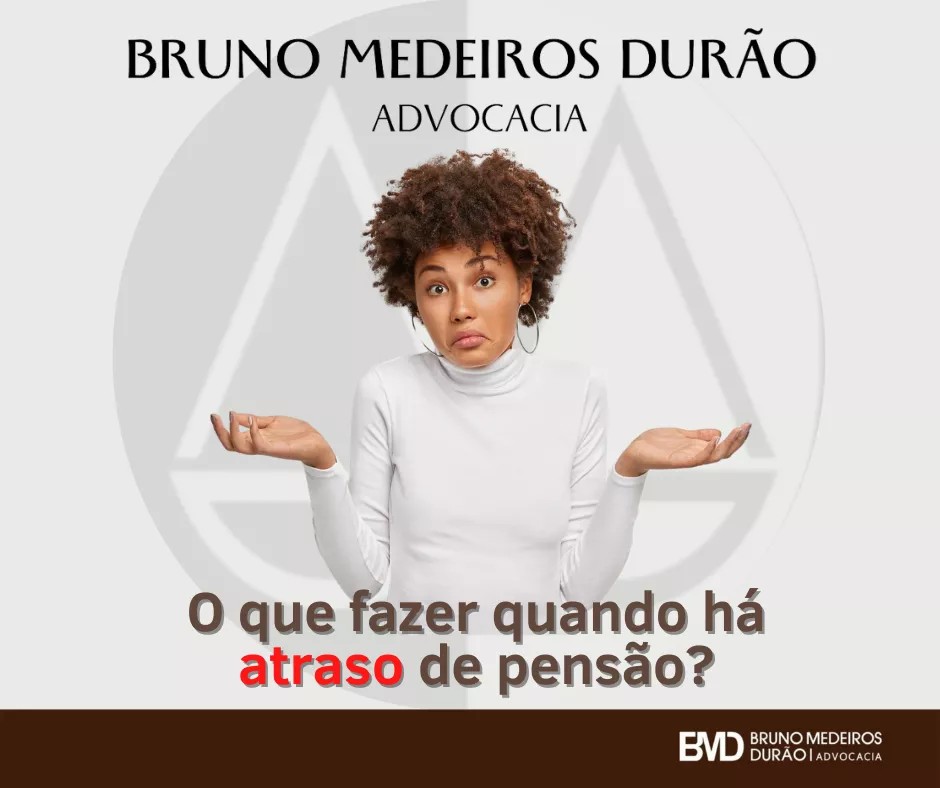 BRUNO MEDEIROS DURÃO
ADVOCACIA
O que fazer quando há
atraso de pensão?
BMD BRUNO MEDEIROS
DURÃO | ADVOCACIA